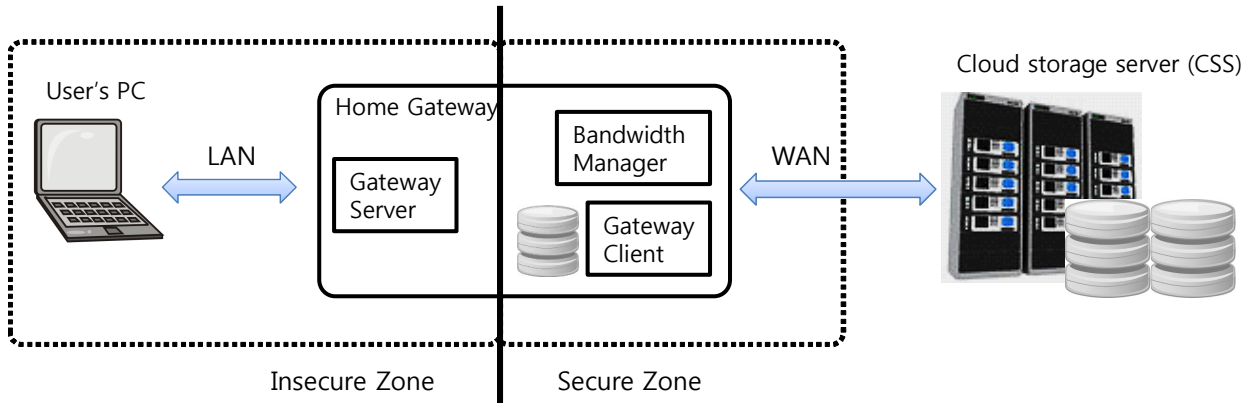 Cloud storage server (CSS)
User's PC
Home Gateway
LAN
Gateway
Server
Bandwidth
Manager
Gateway
Client
WAN
Insecure Zone
Secure Zone